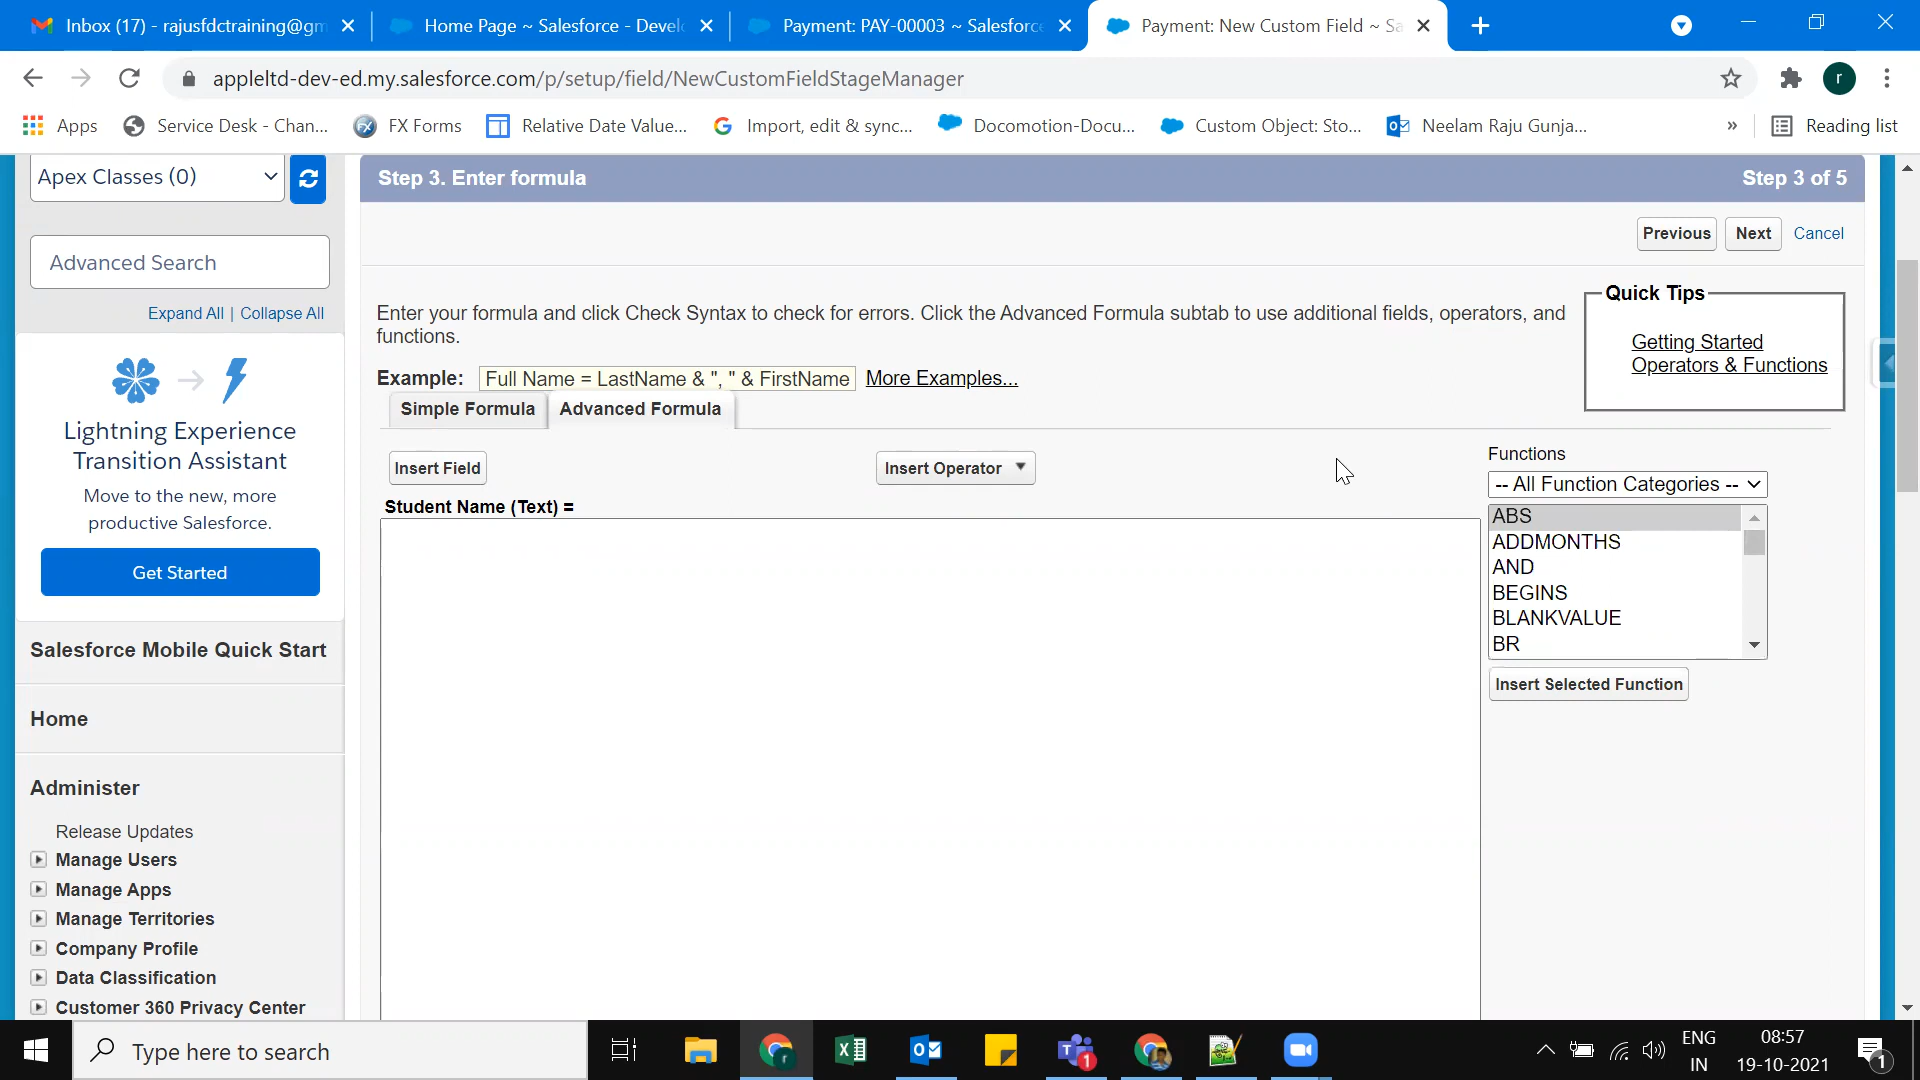 Inbox (17) - rajusfdctraining@gm
Home Page ~ Salesforce - Devel
Payment: PAY-00003 ~ Salesforce
Payment: New Custom Field ~ Sa
appleltd-dev-ed.my.salesforce.com/p/setup/field/NewCustomFieldStageManager
r
Apps
Service Desk - Chan...
FX Forms
Relative Date Value...
Import, edit & sync...
Docomotion-Docu...
Custom Object: Sto...
Neelam Raju Gunja...
»
Reading list
Apex Classes (0)
Advanced Search
Expand All | Collapse All
Lightning Experience
Transition Assistant
Move to the new, more
productive Salesforce.
Get Started
Salesforce Mobile Quick Start
Home
Administer
Release Updates
Manage Users
Manage Apps
Manage Territories
Company Profile
Data Classification
Customer 360 Privacy Center
Step 3. Enter formula
Step 3 of 5
Previous
Next
Cancel
Enter your formula and click Check Syntax to check for errors. Click the Advanced Formula subtab to use additional fields, operators, and
functions.
Quick Tips
Getting Started
Operators & Functions
Example: Full Name = LastName & ", " & FirstName More Examples...
Simple Formula
Advanced Formula
Insert Field
Insert Operator
Student Name (Text) =
Functions
-- All Function Categories --
ABS
ADDMONTHS
AND
BEGINS
BLANKVALUE
BR
Insert Selected Function
Type here to search
r
1
ENG
IN
08:57
19-10-2021
1